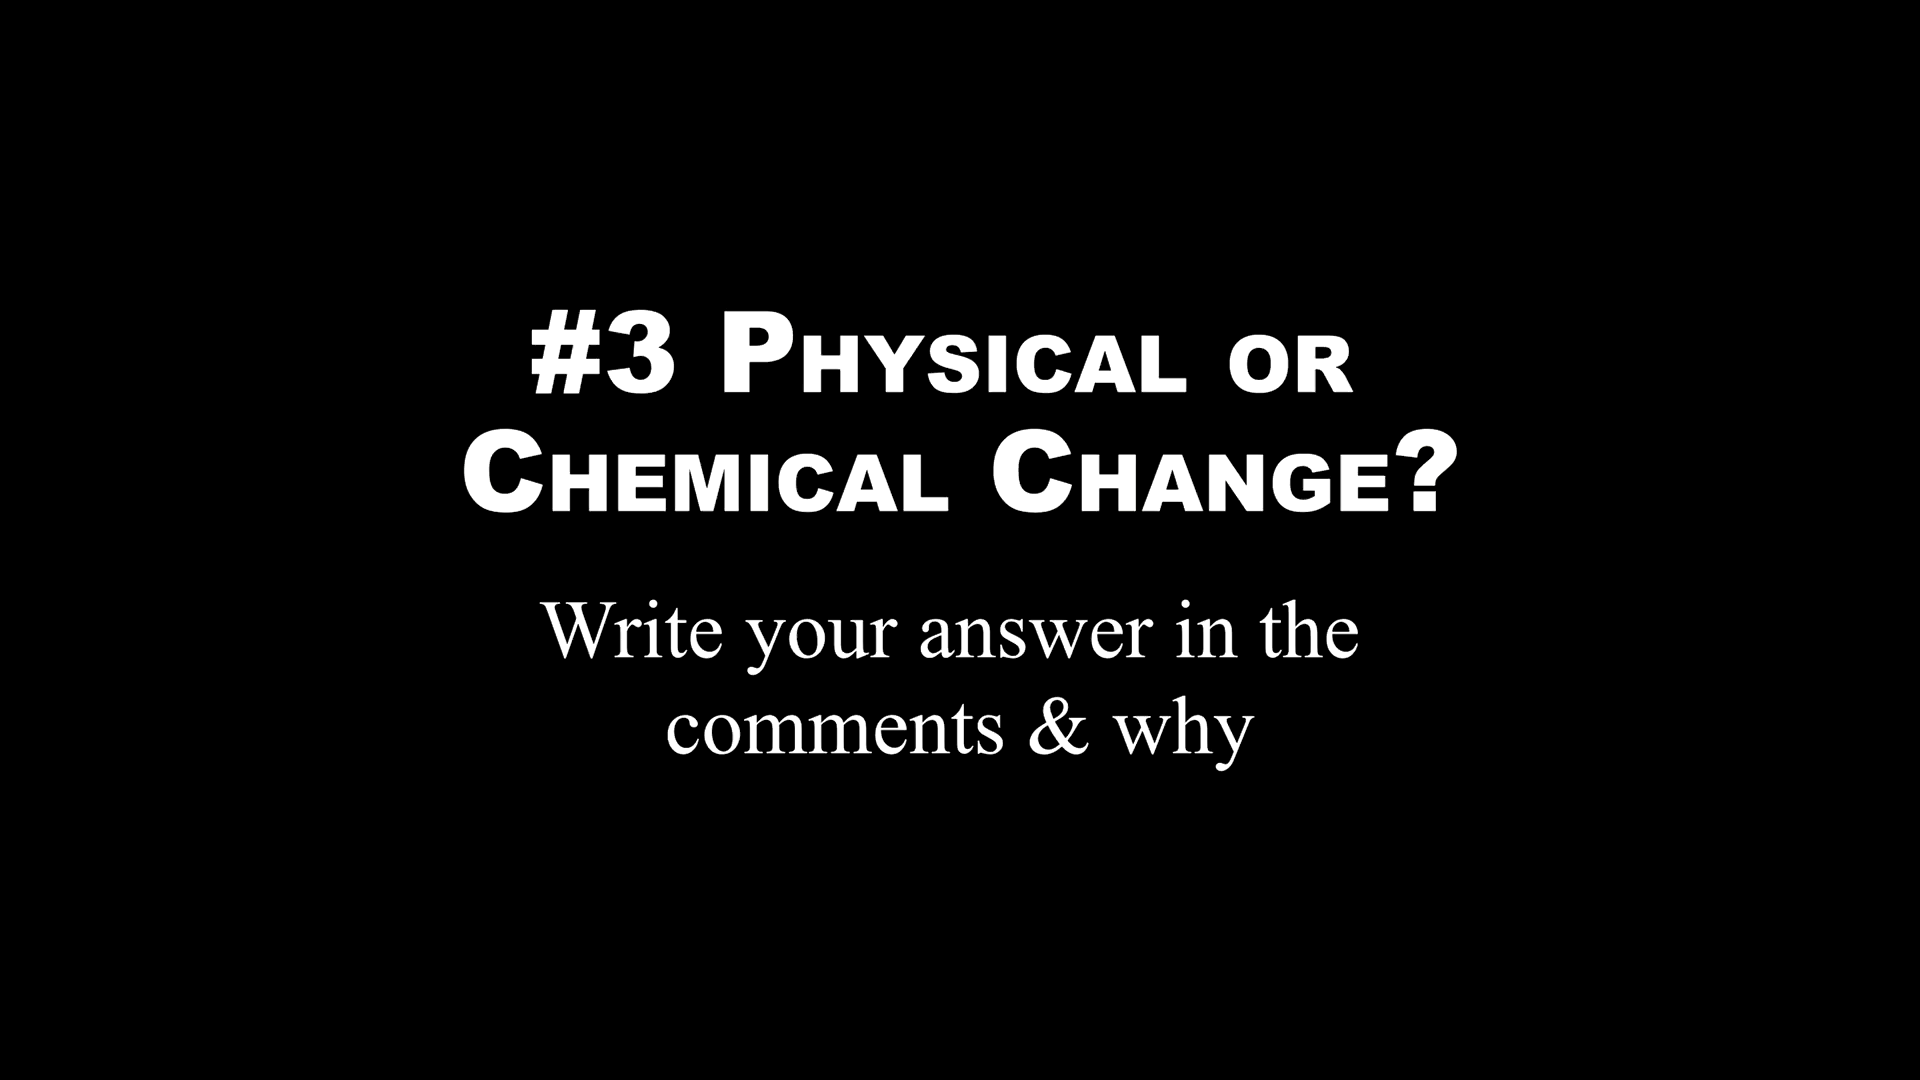 #3 Physical or
Chemical Change?
Write your answer in the
comments & why